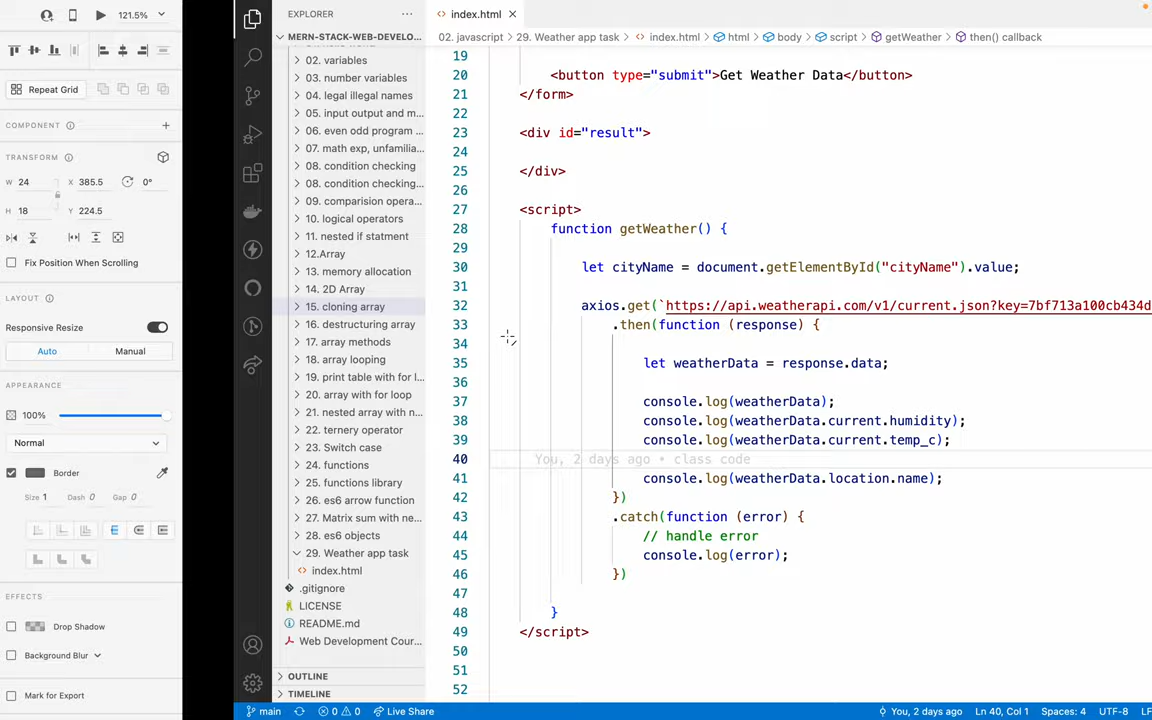 121.5%
Repeat Grid
COMPONENT
TRANSFORM
W 24 X 385.5 0°
H 18 Y 224.5
Fix Position When Scrolling
LAYOUT
Responsive Resize
Auto Manual
APPEARANCE
100%
Normal
Border
Size 1 Dash 0 Gap 0
EFFECTS
Drop Shadow
Background Blur
Mark for Export
EXPLORER ...
MERN-STACK-WEB-DEVELO...
02. variables
03. number variables
04. legal illegal names
05. input output and m...
06. even odd program ...
07. math exp, unfamilia...
08. condition checking
08. condition checking...
09. comparision opera...
10. logical operators
11. nested if statment
12.Array
13. memory allocation
14. 2D Array
15. cloning array
16. destructuring array
17. array methods
18. array looping
19. print table with for l...
20. array with for loop
21. nested array with n...
22. ternery operator
23. Switch case
24. functions
25. functions library
26. es6 arrow function
27. Matrix sum with ne...
28. es6 objects
29. Weather app task
<> index.html
.gitignore
LICENSE
README.md
Web Development Cour...
OUTLINE
TIMELINE
<> index.html ×
02. javascript > 29. Weather app task > <> index.html > html > body > script > getWeather > then() callback
19
20 <button type="submit">Get Weather Data</button>
21 </form>
22
23 <div id="result">
24
25 </div>
26
27 <script>
28 function getWeather() {
29
30 let cityName = document.getElementById("cityName").value;
31
32 axios.get(`https://api.weatherapi.com/v1/current.json?key=7bf713a100cb434d
33 .then(function (response) {
34
35 let weatherData = response.data;
36
37 console.log(weatherData);
38 console.log(weatherData.current.humidity);
39 console.log(weatherData.current.temp_c);
40 You, 2 days ago • class code
41 console.log(weatherData.location.name);
42 })
43 .catch(function (error) {
44 // handle error
45 console.log(error);
46 })
47
48 }
49 </script>
50
51
52
main 0 0 Live Share You, 2 days ago Ln 40, Col 1 Spaces: 4 UTF-8 LF